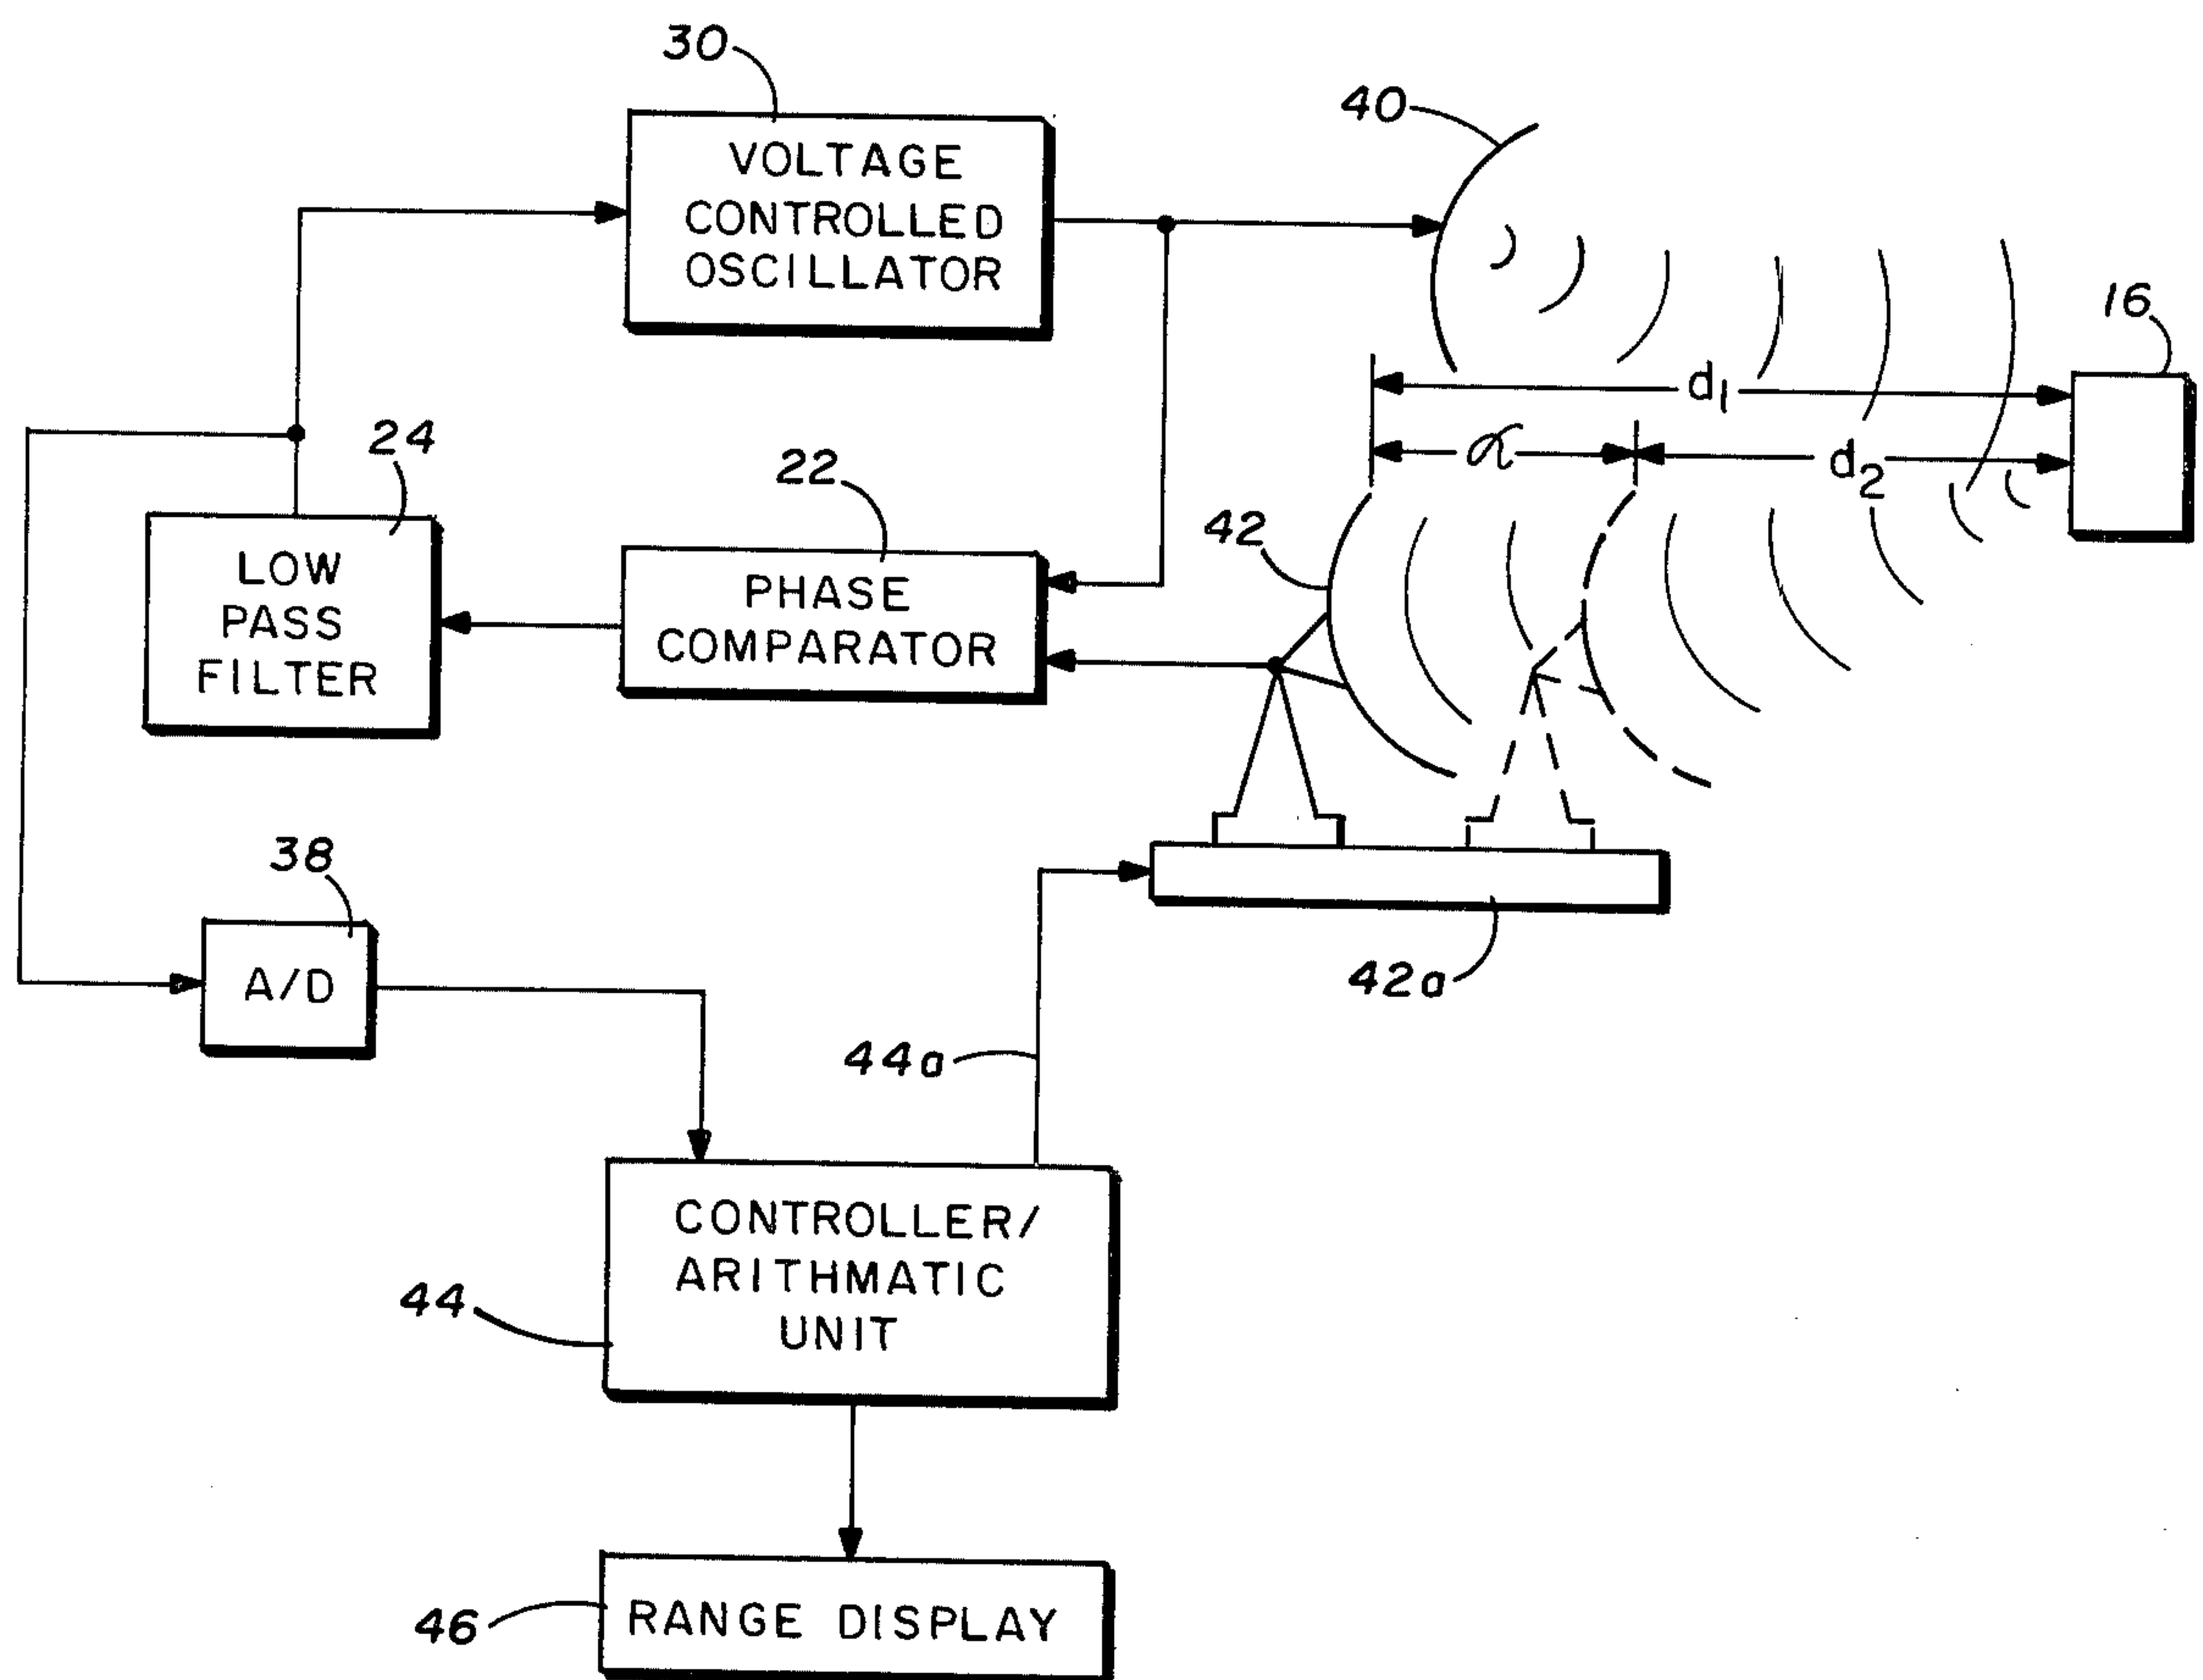 30
VOLTAGE
CONTROLLED
OSCILLATOR
40
16
d1
d2
24
LOW
PASS
FILTER
22
PHASE
COMPARATOR
42
38
A/D
42a
44a
CONTROLLER/
ARITHMATIC
UNIT
44
46
RANGE DISPLAY